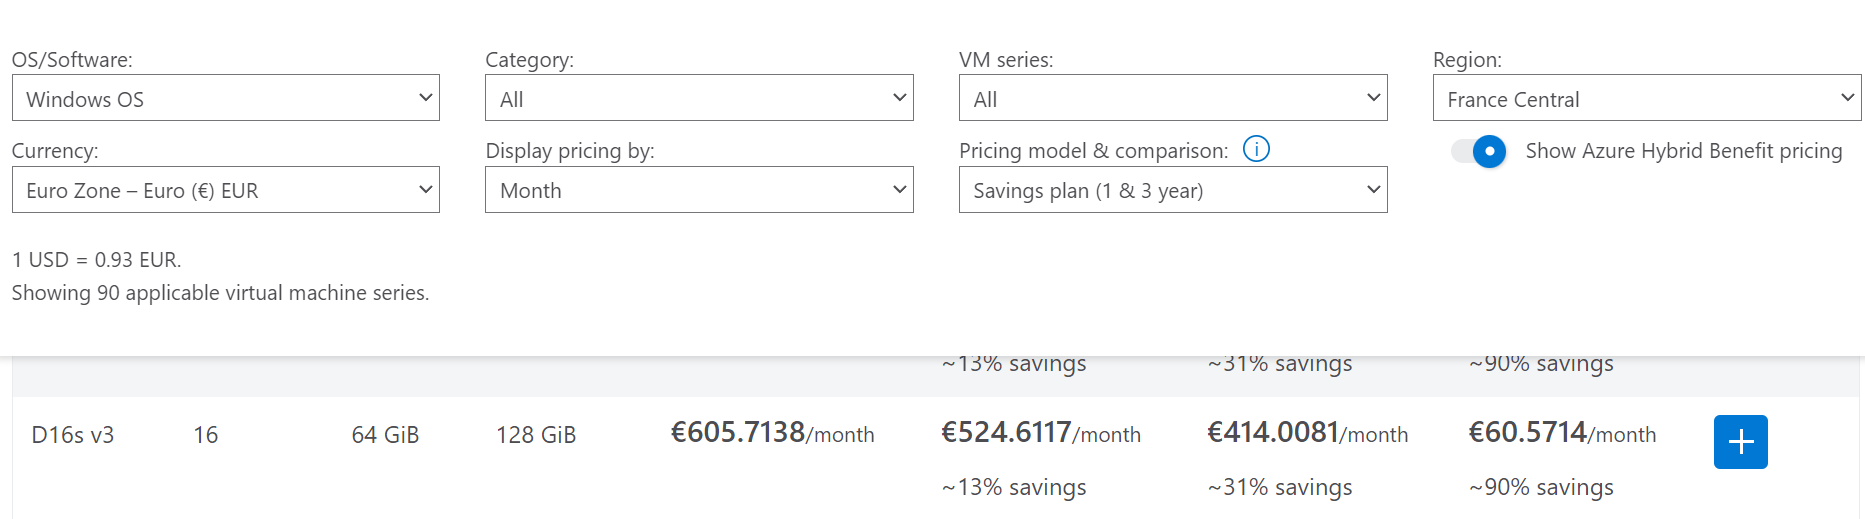 OS/Software: Category: VM series: Region:
Windows OS All All France Central
Currency: Display pricing by: Pricing model & comparison: i Show Azure Hybrid Benefit pricing
Euro Zone – Euro (€) EUR Month Savings plan (1 & 3 year)
1 USD = 0.93 EUR.
Showing 90 applicable virtual machine series.
~13% savings ~31% savings ~90% savings
D16s v3 16 64 GiB 128 GiB €605.7138/month €524.6117/month €414.0081/month €60.5714/month +
~13% savings ~31% savings ~90% savings